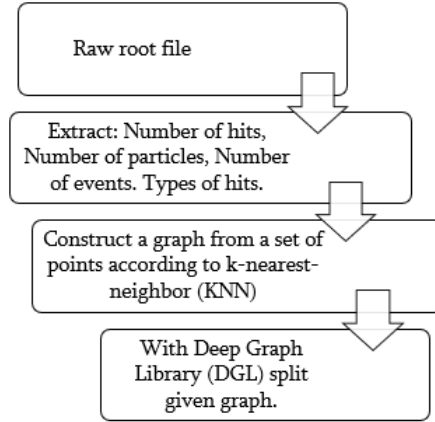 Raw root file
Extract: Number of hits,
Number of particles, Number
of events. Types of hits.
Construct a graph from a set of
points according to k-nearest-
neighbor (KNN)
With Deep Graph
Library (DGL) split
given graph.